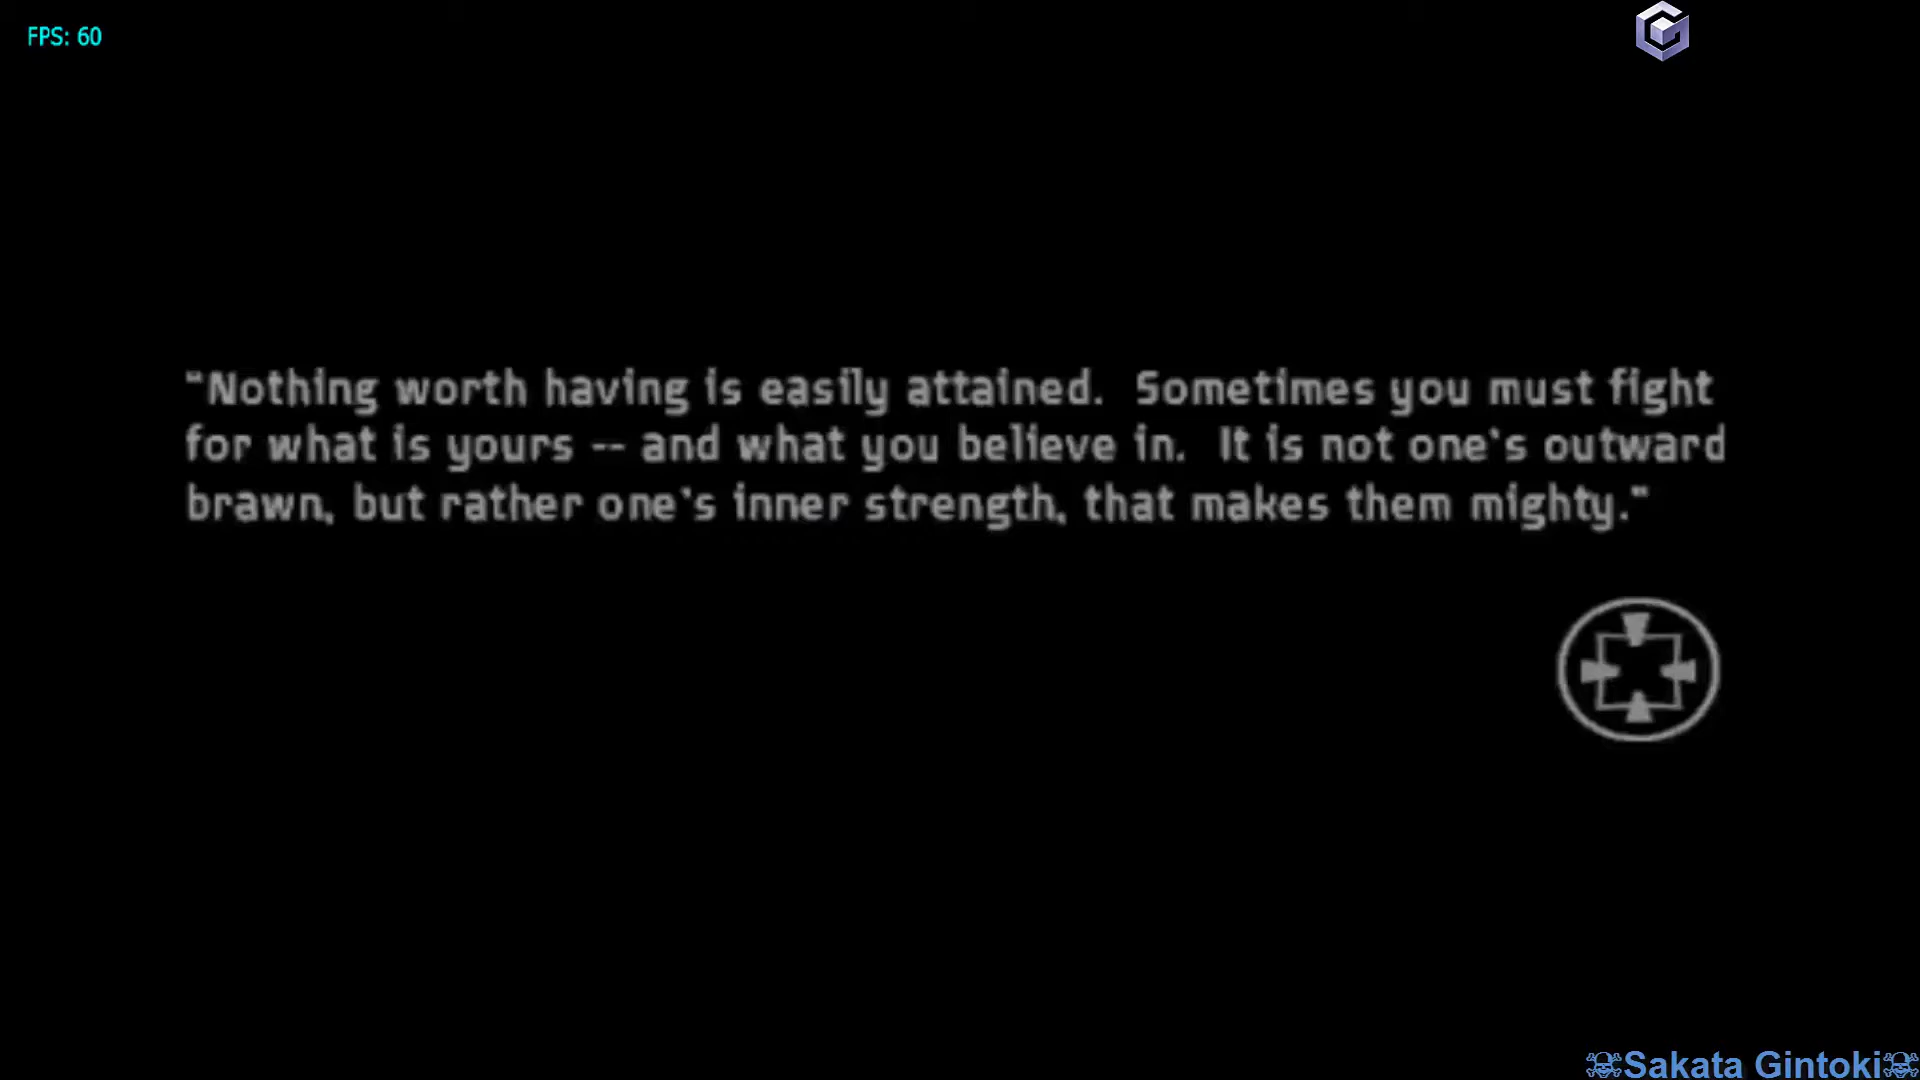 FPS: 60
"Nothing worth having is easily attained.  Sometimes you must fight
for what is yours -- and what you believe in.  It is not one's outward
brawn, but rather one's inner strength, that makes them mighty."
☠Sakata Gintoki☠